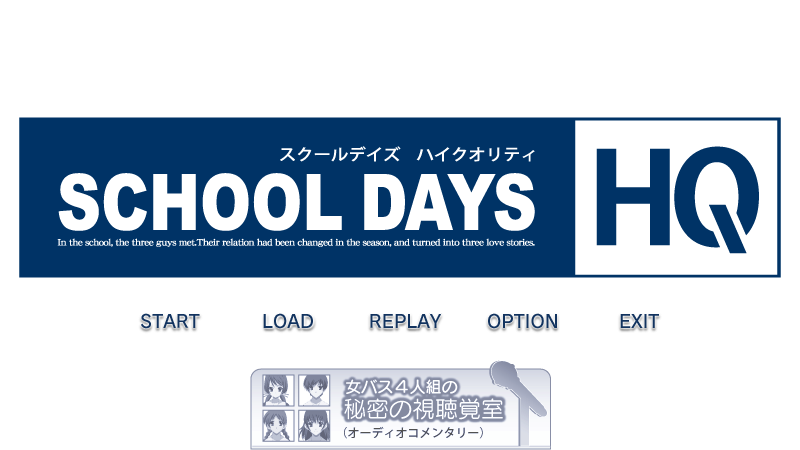 スクールデイズ ハイクオリティ
SCHOOL DAYS
HQ
In the school, the three guys met.Their relation had been changed in the season, and turned into three love stories.
START LOAD REPLAY OPTION EXIT
女バス4人組の
秘密の視聴覚室
(オーディオコメンタリー)